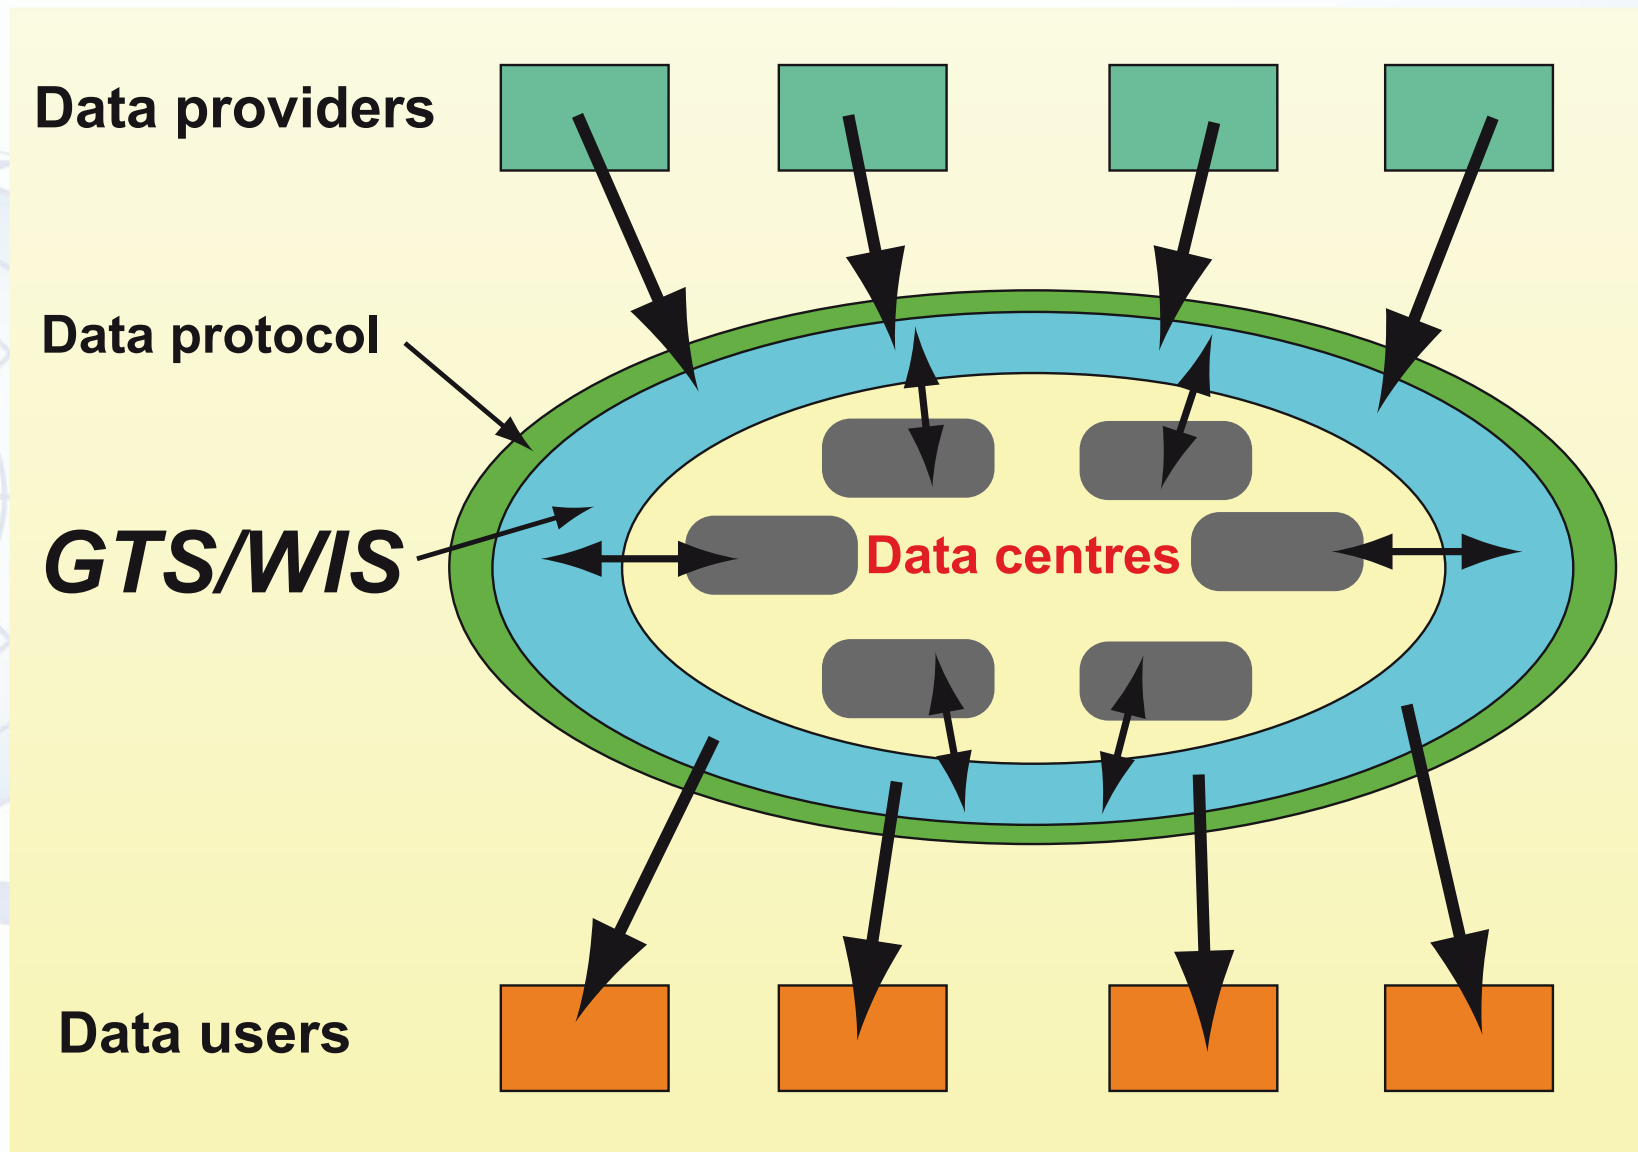 Data providers
Data protocol
GTS/WIS
Data centres
Data users